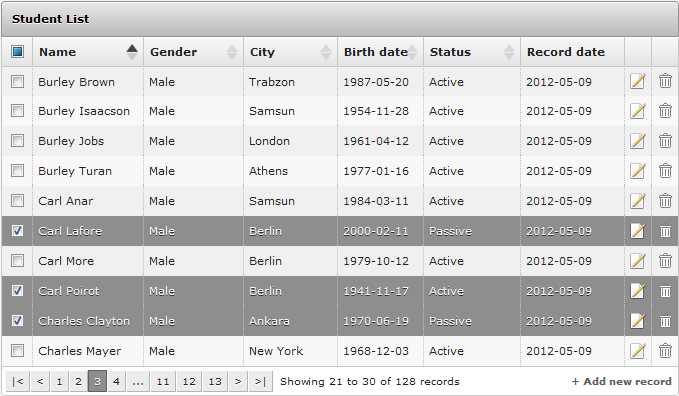 Student List
Name Gender City Birth date Status Record date
Burley Brown Male Trabzon 1987-05-20 Active 2012-05-09
Burley Isaacson Male Samsun 1954-11-28 Active 2012-05-09
Burley Jobs Male London 1961-04-12 Active 2012-05-09
Burley Turan Male Athens 1977-01-16 Active 2012-05-09
Carl Anar Male Samsun 1984-03-11 Active 2012-05-09
Carl Lafore Male Berlin 2000-02-11 Passive 2012-05-09
Carl More Male Berlin 1979-10-12 Active 2012-05-09
Carl Poirot Male Berlin 1941-11-17 Active 2012-05-09
Charles Clayton Male Ankara 1970-06-19 Passive 2012-05-09
Charles Mayer Male New York 1968-12-03 Active 2012-05-09
|< < 1 2 3 4 ... 11 12 13 > >| Showing 21 to 30 of 128 records + Add new record